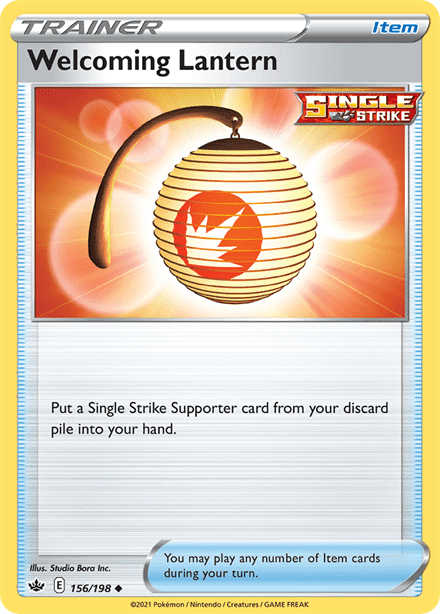 TRAINER
Item
Welcoming Lantern
SINGLE
STRIKE
Put a Single Strike Supporter card from your discard
pile into your hand.
Illus. Studio Bora Inc.
You may play any number of Item cards
during your turn.
E 156/198
©2021 Pokémon / Nintendo / Creatures / GAME FREAK